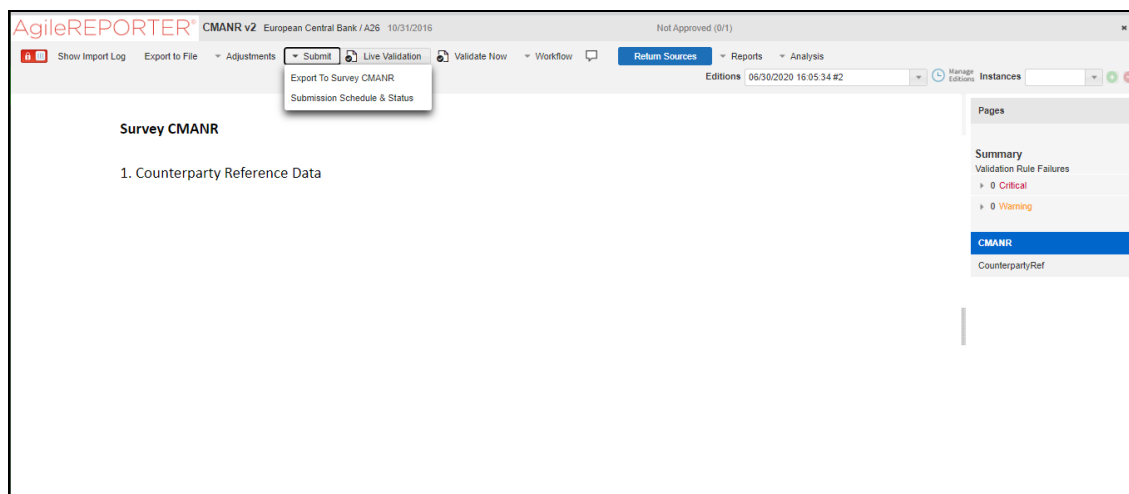 AgileREPORTER® CMANR v2 European Central Bank / A26 10/31/2016 Not Approved (0/1)
Show Import Log Export to File Adjustments Submit Live Validation Validate Now Workflow Return Sources Reports Analysis
Editions 06/30/2020 16:05:34 #2 Manage Editions Instances
Export To Survey CMANR
Submission Schedule & Status
Survey CMANR
1. Counterparty Reference Data
Pages
Summary
Validation Rule Failures
0 Critical
0 Warning
CMANR
CounterpartyRef